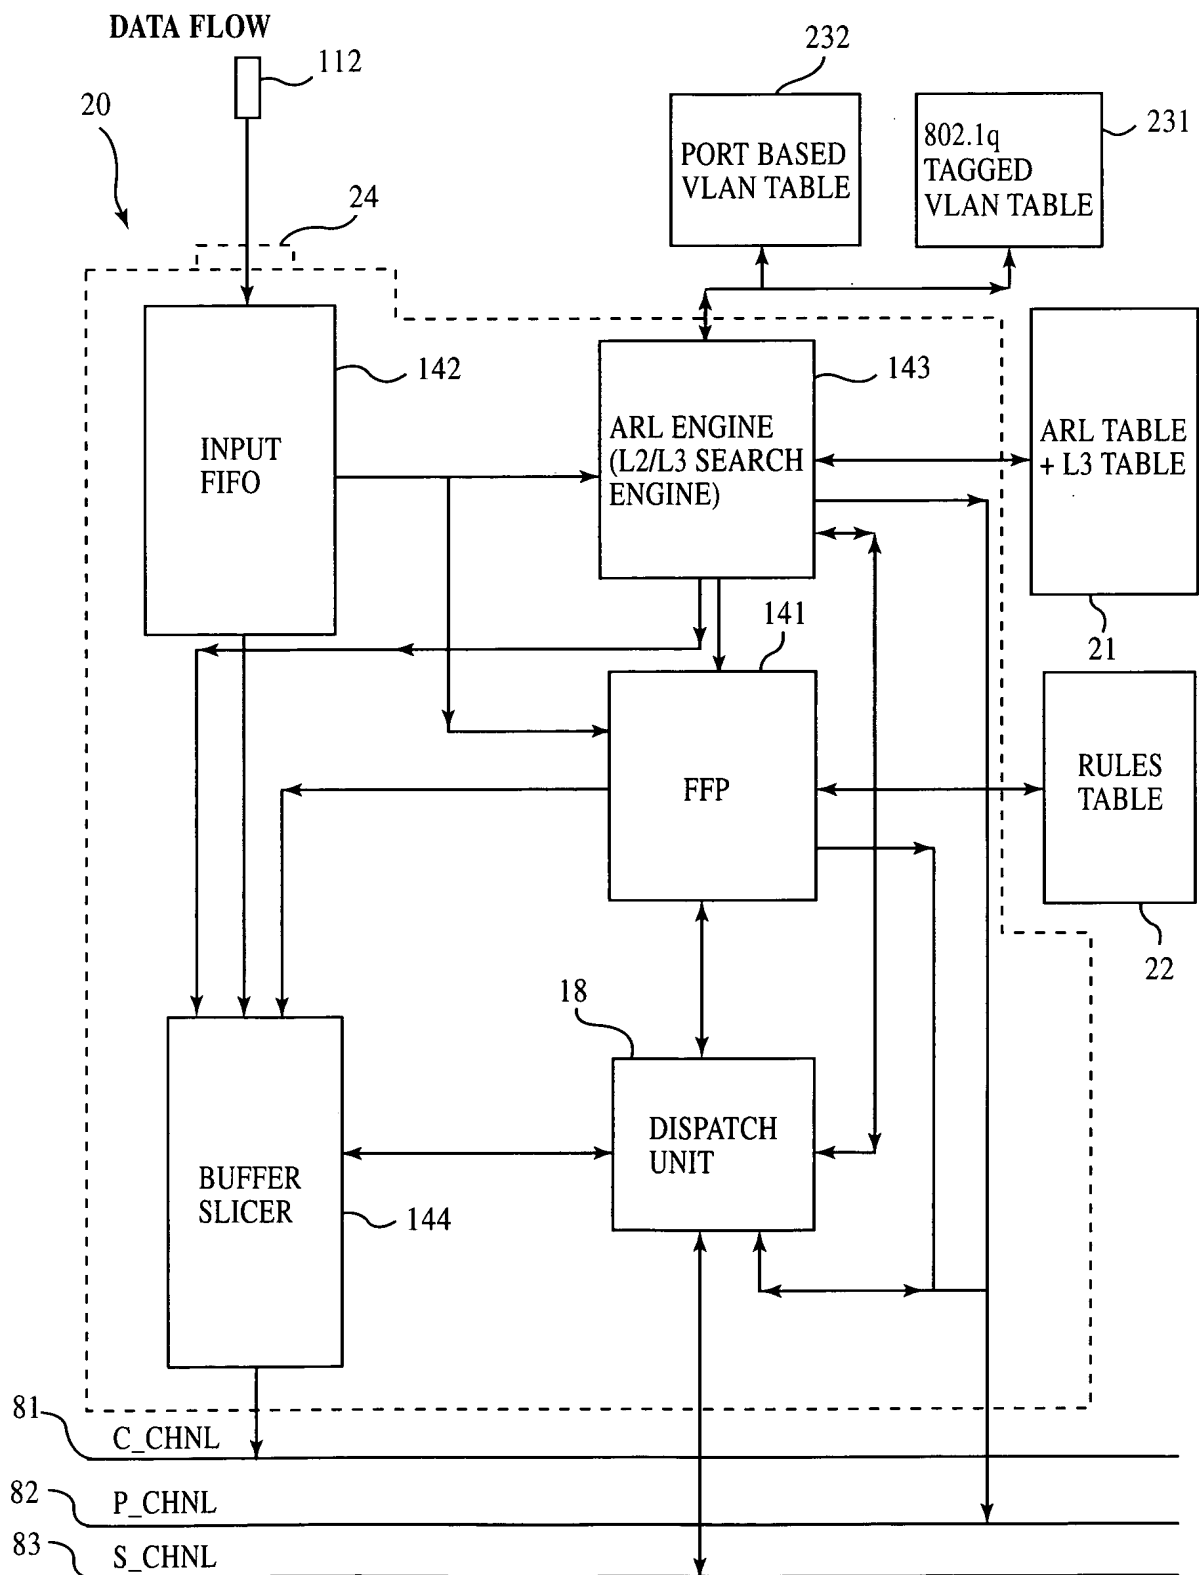 DATA FLOW
112
20
24
232
231
PORT BASED
VLAN TABLE
802.1q
TAGGED
VLAN TABLE
142
143
INPUT
FIFO
ARL ENGINE
(L2/L3 SEARCH
ENGINE)
ARL TABLE
+ L3 TABLE
21
141
FFP
RULES
TABLE
22
18
DISPATCH
UNIT
BUFFER
SLICER
144
81
C_CHNL
82
P_CHNL
83
S_CHNL